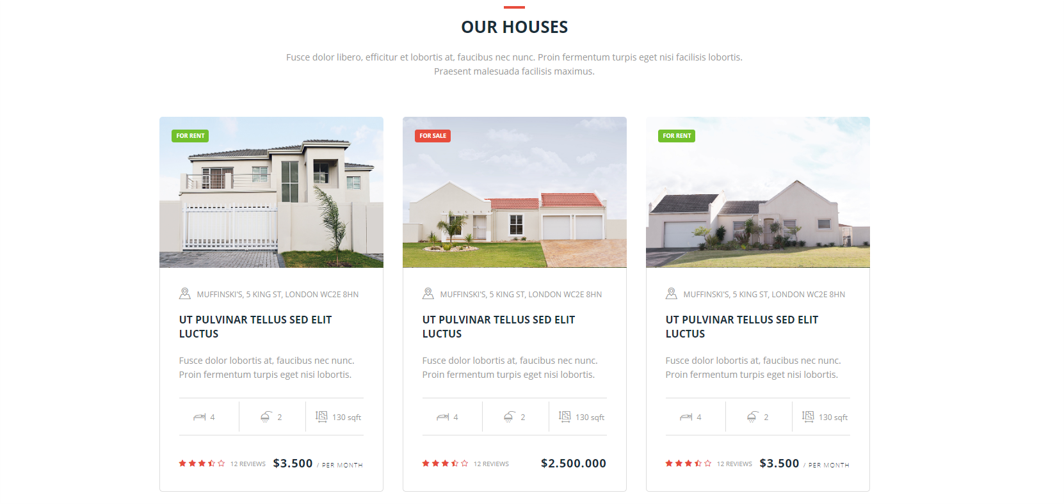 OUR HOUSES
Fusce dolor libero, efficitur et lobortis at, faucibus nec nunc. Proin fermentum turpis eget nisi facilisis lobortis.
Praesent malesuada facilisis maximus.
FOR RENT
MUFFINSKI'S, 5 KING ST, LONDON WC2E 8HN
UT PULVINAR TELLUS SED ELIT
LUCTUS
Fusce dolor lobortis at, faucibus nec nunc.
Proin fermentum turpis eget nisi lobortis.
4 2 130 sqft
12 REVIEWS $3.500 / PER MONTH
FOR SALE
MUFFINSKI'S, 5 KING ST, LONDON WC2E 8HN
UT PULVINAR TELLUS SED ELIT
LUCTUS
Fusce dolor lobortis at, faucibus nec nunc.
Proin fermentum turpis eget nisi lobortis.
4 2 130 sqft
12 REVIEWS $2.500.000
FOR RENT
MUFFINSKI'S, 5 KING ST, LONDON WC2E 8HN
UT PULVINAR TELLUS SED ELIT
LUCTUS
Fusce dolor lobortis at, faucibus nec nunc.
Proin fermentum turpis eget nisi lobortis.
4 2 130 sqft
12 REVIEWS $3.500 / PER MONTH